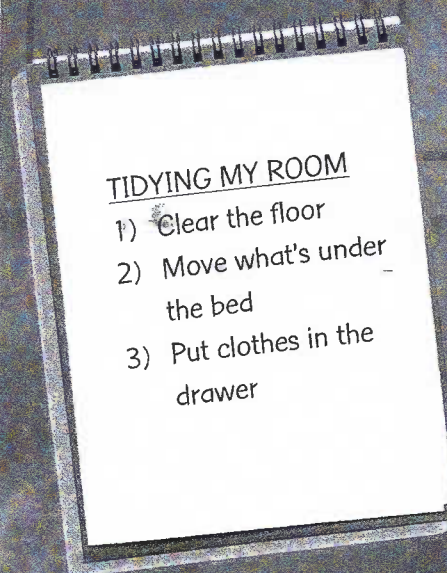 TIDYING MY ROOM
1) Clear the floor
2) Move what's under
the bed
3) Put clothes in the
drawer